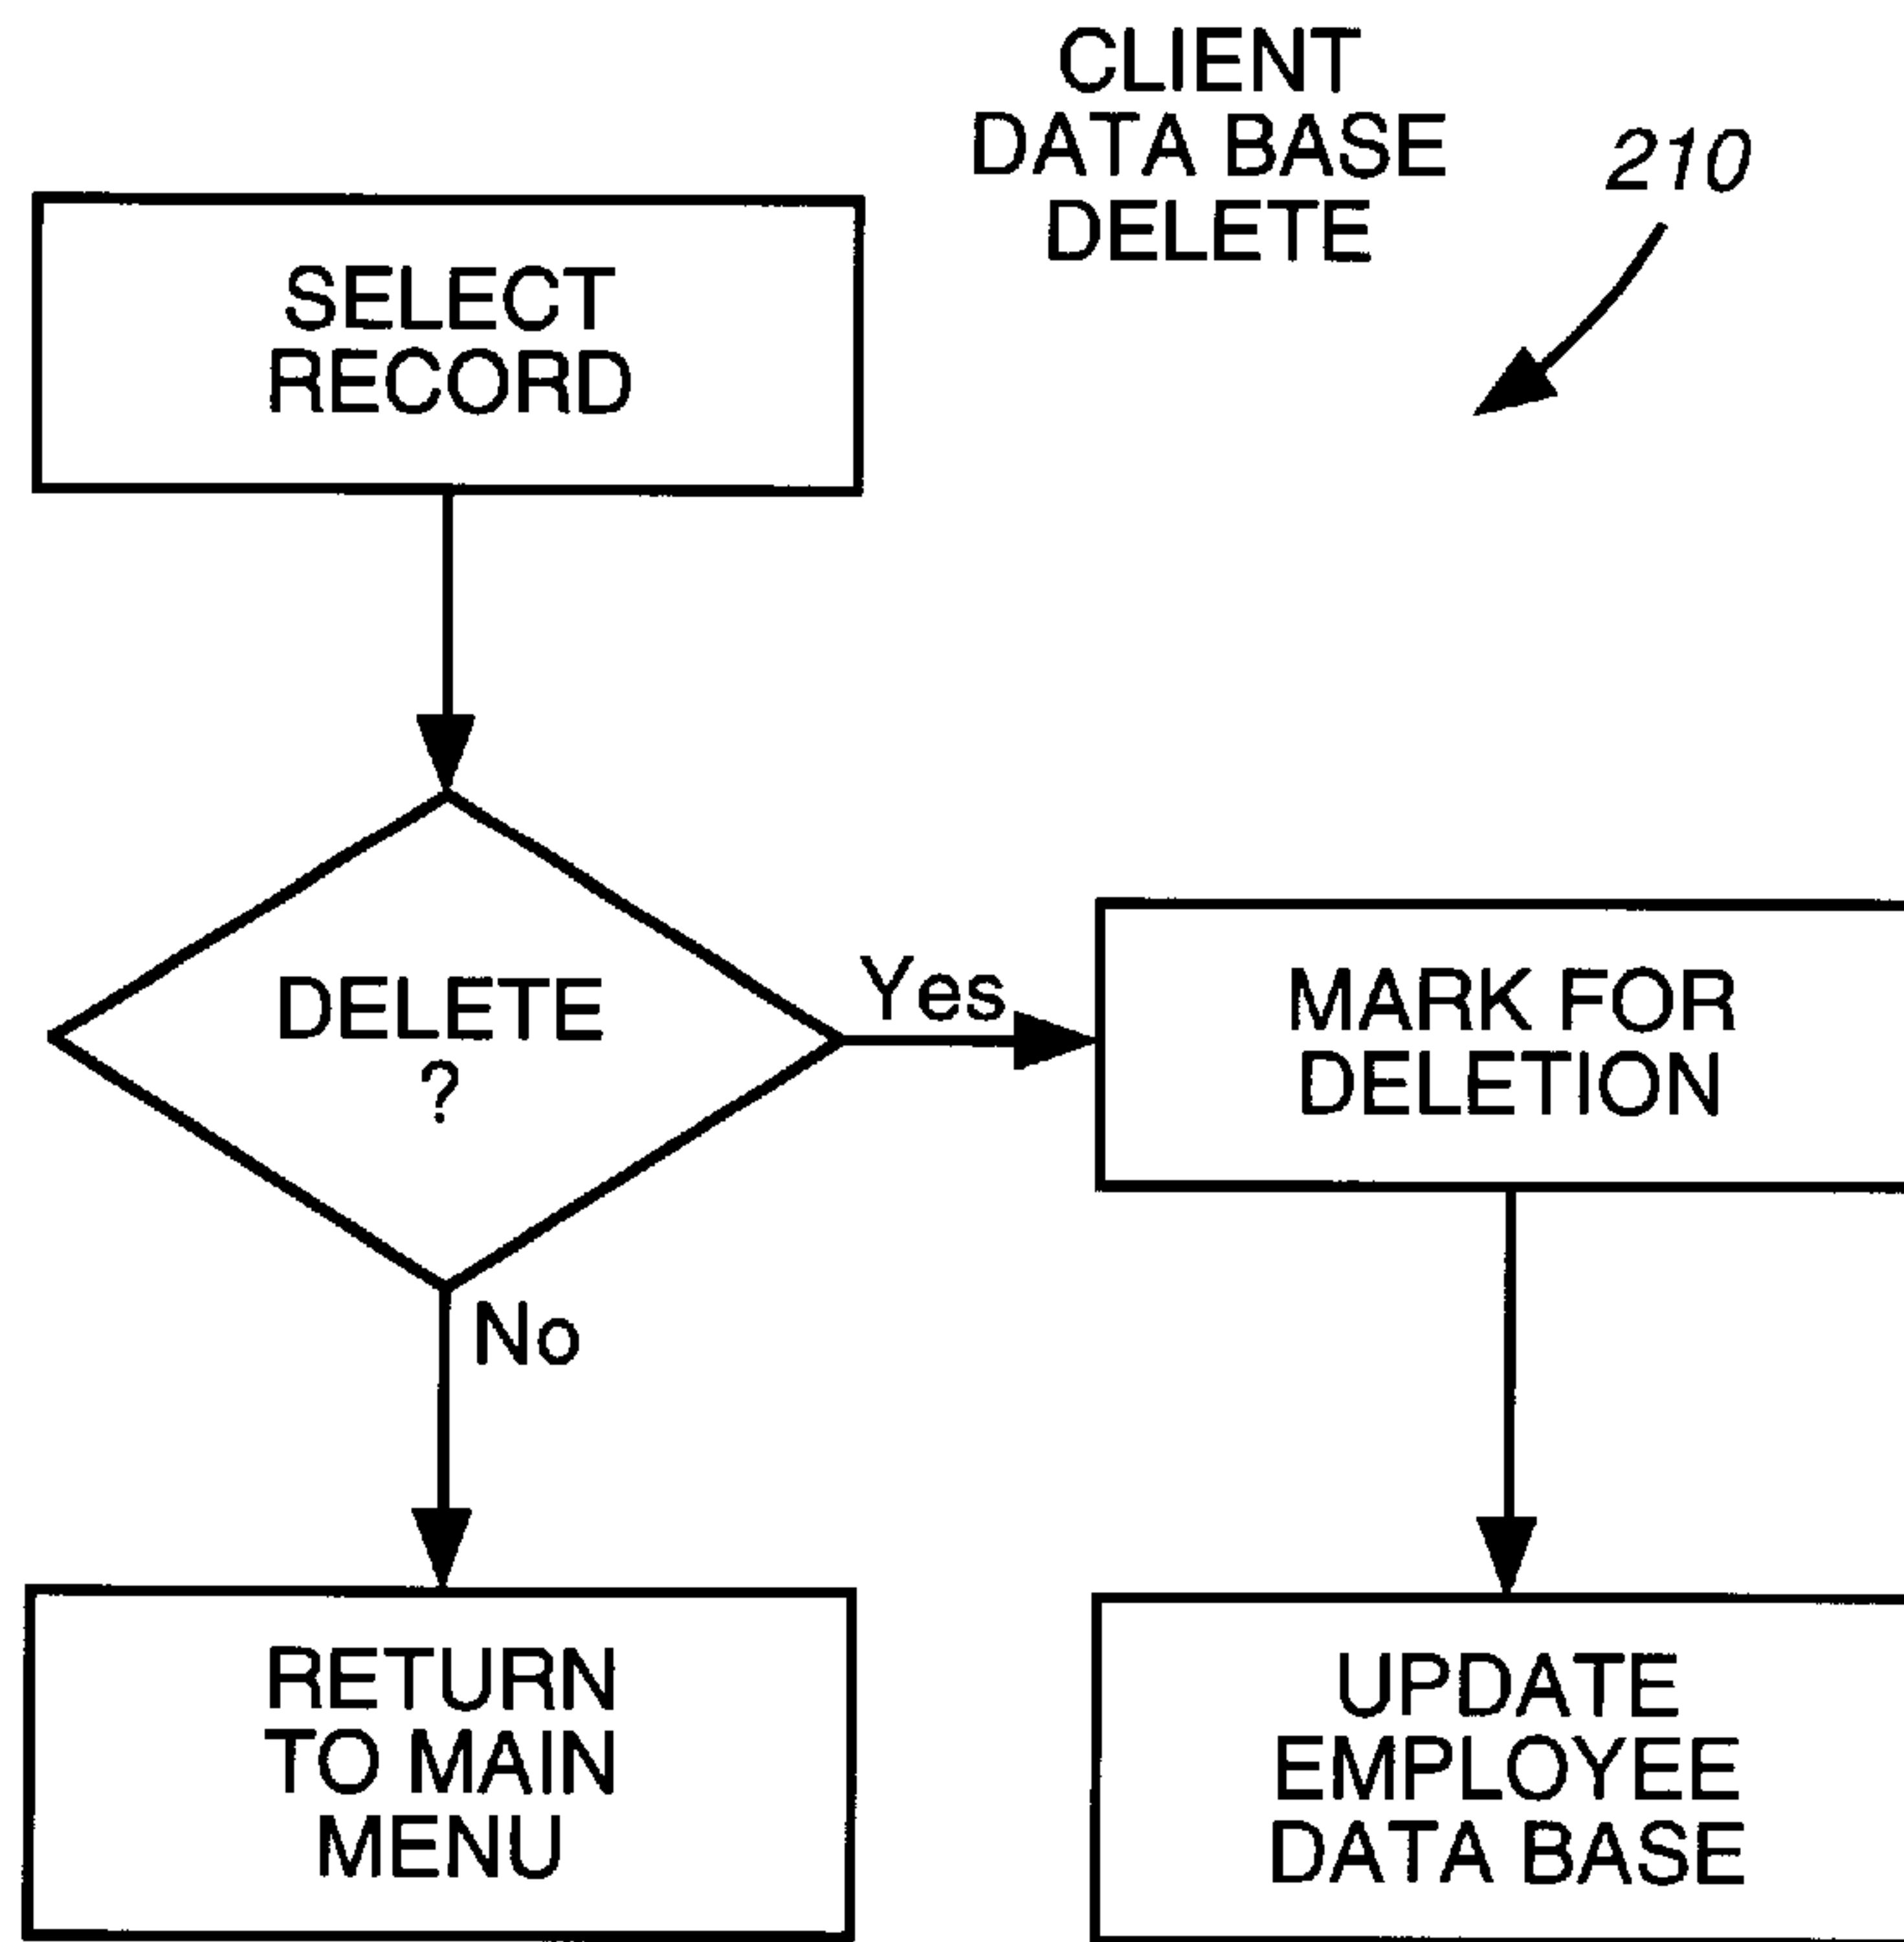 CLIENT
DATA BASE
DELETE
210
SELECT
RECORD
DELETE
?
Yes
MARK FOR
DELETION
No
RETURN
TO MAIN
MENU
UPDATE
EMPLOYEE
DATA BASE